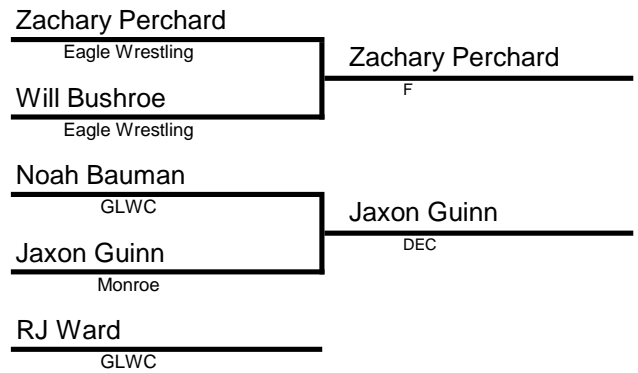 Zachary Perchard
Eagle Wrestling
Zachary Perchard
F
Will Bushroe
Eagle Wrestling
Noah Bauman
GLWC
Jaxon Guinn
DEC
Jaxon Guinn
Monroe
RJ Ward
GLWC